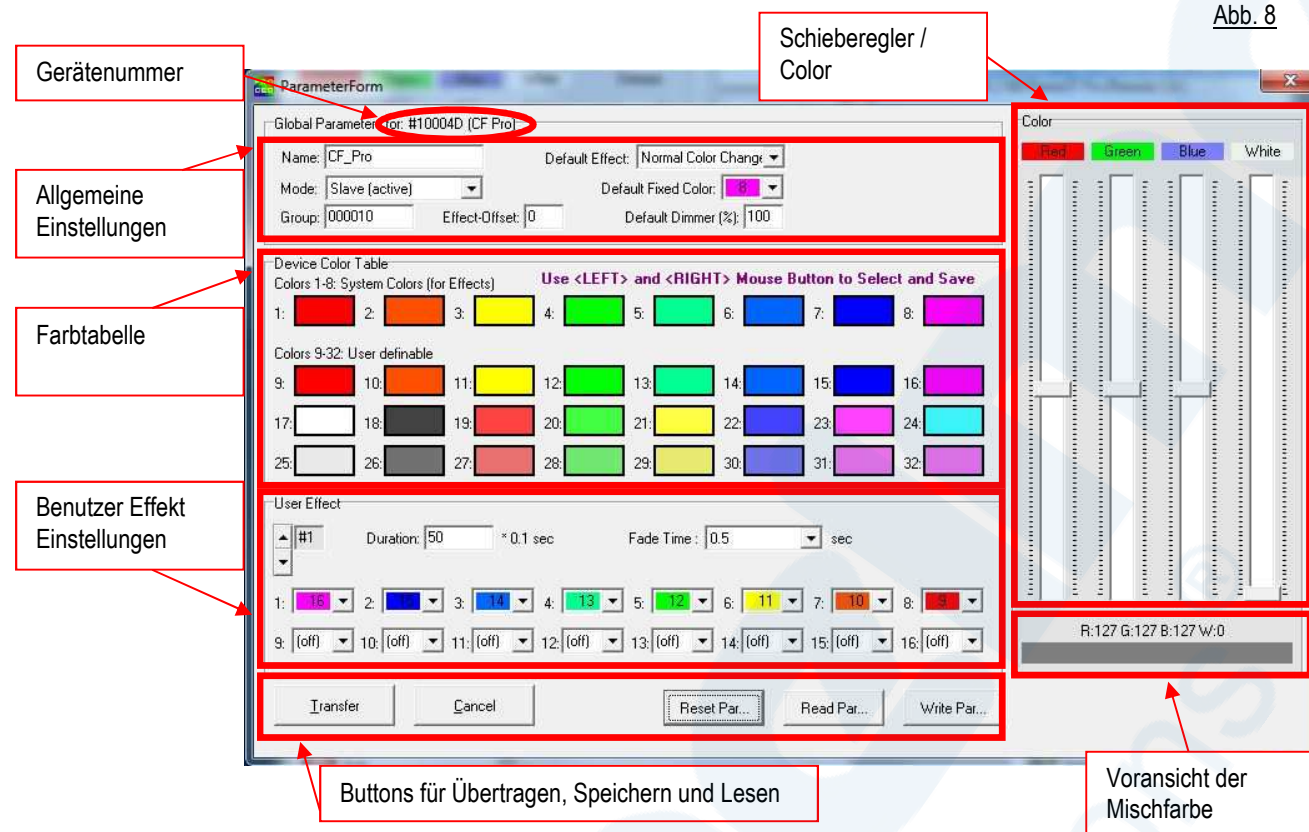 Abb. 8
Schieberegler /
Color
Gerätenummer
ParameterForm
Global Parameter for: #10004D (CF Pro)
Name: CF_Pro Default Effect: Normal Color Change
Mode: Slave (active) Default Fixed Color: 8
Group: 000010 Effect-Offset: 0 Default Dimmer (%): 100
Allgemeine
Einstellungen
Color
Red Green Blue White
Device Color Table
Colors 1-8: System Colors (for Effects) Use <LEFT> and <RIGHT> Mouse Button to Select and Save
1: 2: 3: 4: 5: 6: 7: 8:
Farbtabelle
Colors 9-32: User definable
9: 10: 11: 12: 13: 14: 15: 16:
17: 18: 19: 20: 21: 22: 23: 24:
25: 26: 27: 28: 29: 30: 31: 32:
Benutzer Effekt
Einstellungen
User Effect
#1 Duration: 50 * 0.1 sec Fade Time : 0.5 sec
1: 16 2: 15 3: 14 4: 13 5: 12 6: 11 7: 10 8: 9
9: (off) 10: (off) 11: (off) 12: (off) 13: (off) 14: (off) 15: (off) 16: (off)
R:127 G:127 B:127 W:0
Transfer Cancel Reset Par... Read Par... Write Par...
Buttons für Übertragen, Speichern und Lesen
Voransicht der
Mischfarbe